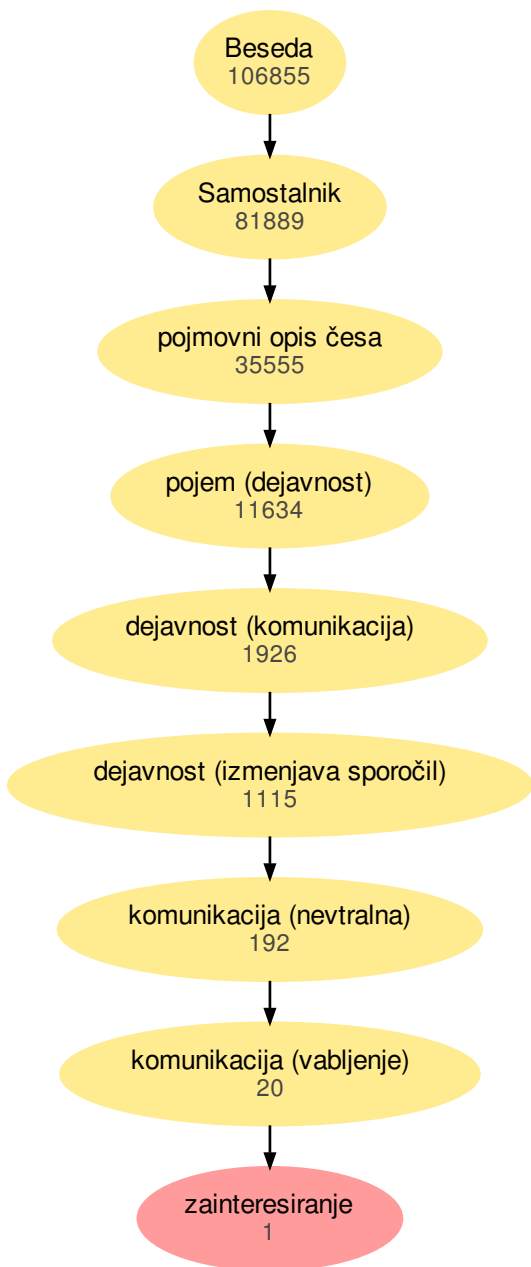 Beseda
106855
Samostalnik
81889
pojmovni opis česa
35555
pojem (dejavnost)
11634
dejavnost (komunikacija)
1926
dejavnost (izmenjava sporočil)
1115
komunikacija (nevtralna)
192
komunikacija (vabljenje)
20
zainteresiranje
1